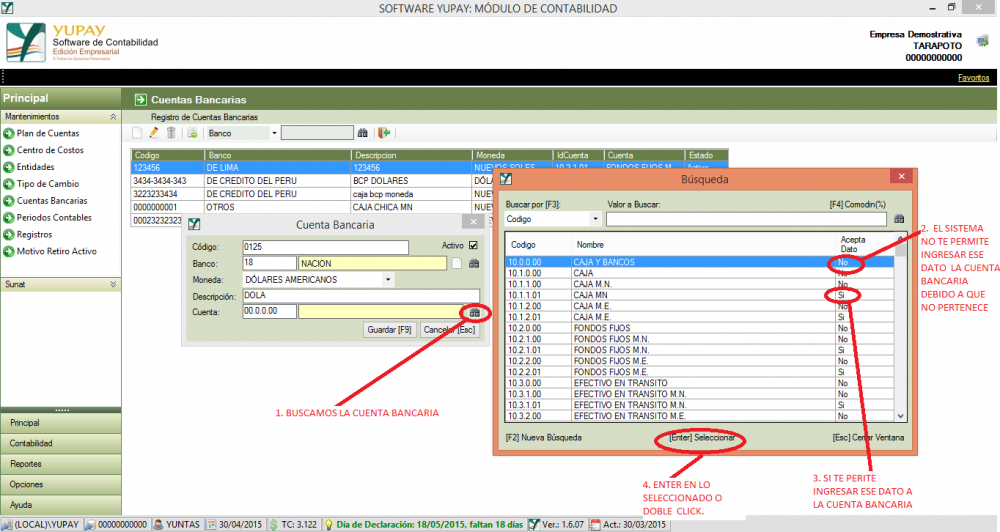 SOFTWARE YUPAY: MÓDULO DE CONTABILIDAD
YUPAY
Software de Contabilidad
Edición Empresarial
© Todos los Derechos Reservados
Empresa Demostrativa
TARAPOTO
00000000000
Favoritos
Principal
Mantenimientos
Plan de Cuentas
Centro de Costos
Entidades
Tipo de Cambio
Cuentas Bancarias
Periodos Contables
Registros
Motivo Retiro Activo
Sunat
Principal
Contabilidad
Reportes
Opciones
Ayuda
Cuentas Bancarias
Registro de Cuentas Bancarias
Banco
Codigo Banco Descripcion Moneda IdCuenta Cuenta Estado
123456 DE LIMA 123456 NUEVOS SOLES 10.2.1.01 FONDOS FIJOS M Activo
3434-3434-343 DE CREDITO DEL PERU BCP DOLARES DÓLA
3223233434 DE CREDITO DEL PERU caja bcp moneda NUEV
0000000001 OTROS CAJA CHICA MN NUEV
00023232323
Cuenta Bancaria
Código: 0125 Activo
Banco: 18 NACION
Moneda: DÓLARES AMERICANOS
Descripción: DOLA
Cuenta: 00.0.0.00
Guardar [F9] Cancelar [Esc]
Búsqueda
Buscar por [F3]: Valor a Buscar: [F4] Comodin(%)
Codigo
Codigo Nombre Acepta Dato
10.0.0.00 CAJA Y BANCOS No
10.1.0.00 CAJA No
10.1.1.00 CAJA M.N. No
10.1.1.01 CAJA MN Si
10.1.2.00 CAJA M.E. No
10.1.2.01 CAJA M.E. Si
10.2.0.00 FONDOS FIJOS No
10.2.1.00 FONDOS FIJOS M.N. No
10.2.1.01 FONDOS FIJOS M.N. Si
10.2.2.00 FONDOS FIJOS M.E. No
10.2.2.01 FONDOS FIJOS M.E. Si
10.3.0.00 EFECTIVO EN TRANSITO No
10.3.1.00 EFECTIVO EN TRANSITO M.N. No
10.3.1.01 EFECTIVO EN TRANSITO M.N. Si
10.3.2.00 EFECTIVO EN TRANSITO M.E. No
[F2] Nueva Búsqueda [Enter] Seleccionar [Esc] Cerrar Ventana
1. BUSCAMOS LA CUENTA BANCARIA
2. EL SISTEMA
NO TE PERMITE
INGRESAR ESE
DATO LA CUENTA
BANCARIA
DEBIDO A QUE
NO PERTENECE
3. SI TE PERITE
INGRESAR ESE DATO A
LA CUENTA BANCARIA
4. ENTER EN LO
SELECCIONADO O
DOBLE CLICK.
(LOCAL)\YUPAY 00000000000 YUNTAS 30/04/2015 TC: 3.122 Día de Declaración: 18/05/2015, faltan 18 días Ver.: 1.6.07 Act.: 30/03/2015